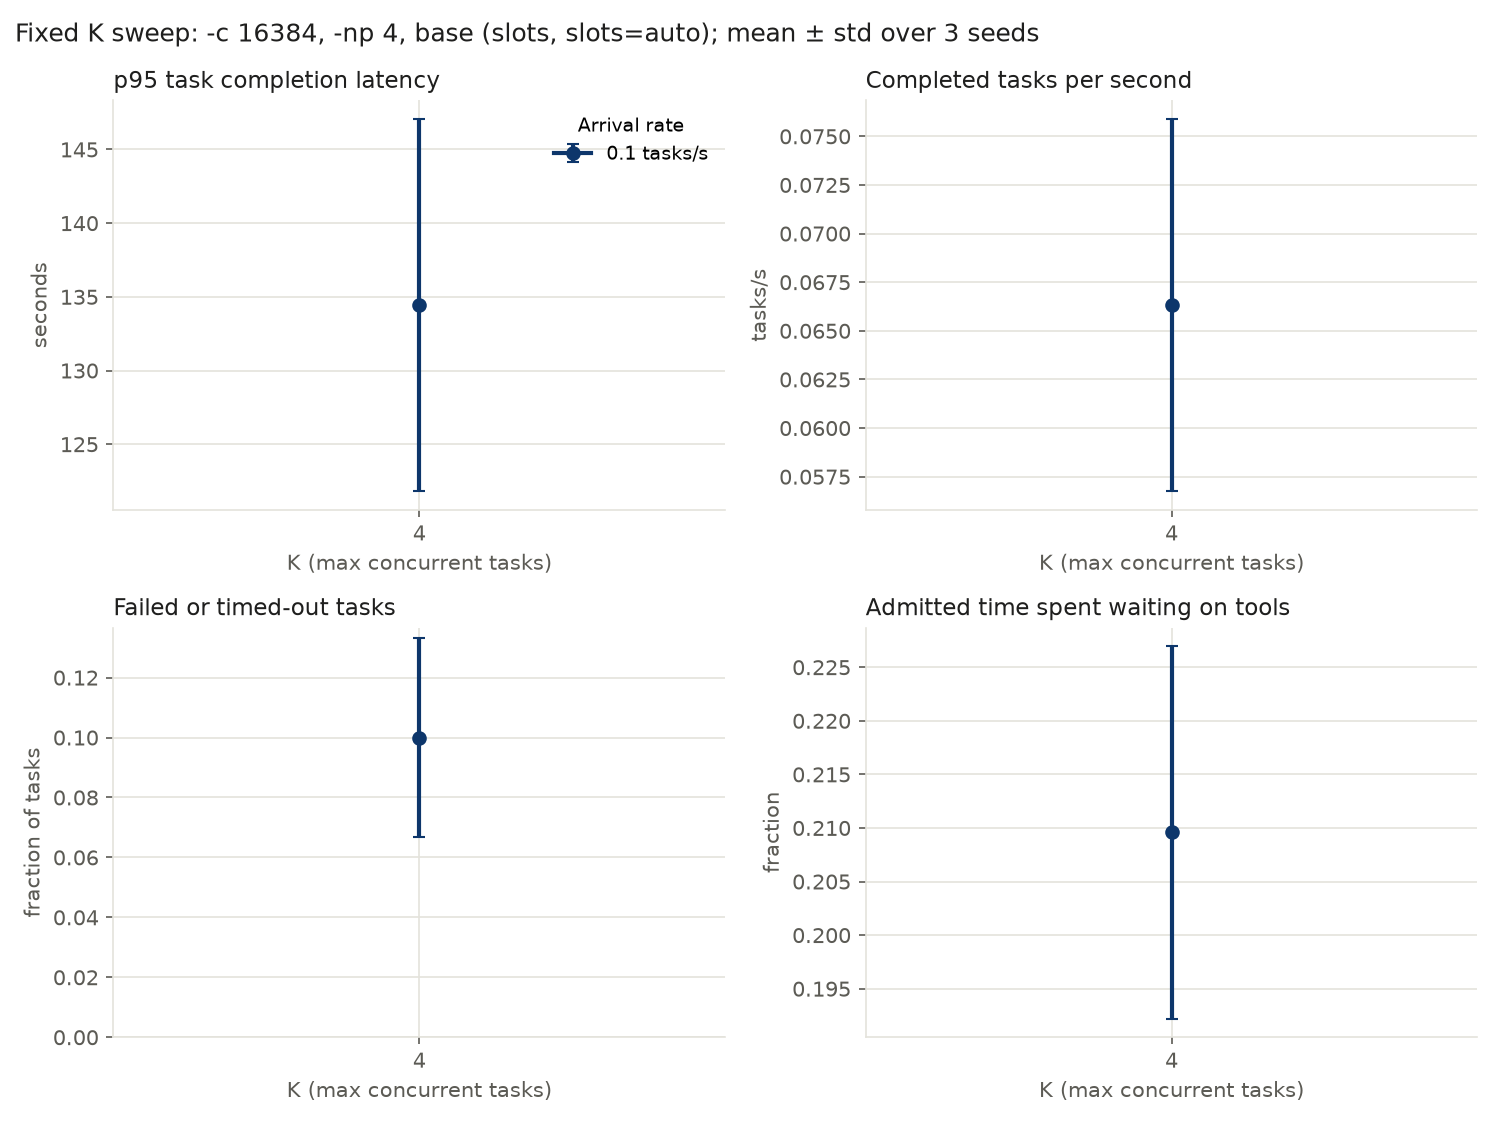 Fixed K sweep: -c 16384, -np 4, base (slots, slots=auto); mean ± std over 3 seeds
p95 task completion latency
Arrival rate
0.1 tasks/s
145
140
135
130
125
seconds
4
K (max concurrent tasks)
Completed tasks per second
0.0750
0.0725
0.0700
0.0675
0.0650
0.0625
0.0600
0.0575
tasks/s
4
K (max concurrent tasks)
Failed or timed-out tasks
0.12
0.10
0.08
0.06
0.04
0.02
0.00
fraction of tasks
4
K (max concurrent tasks)
Admitted time spent waiting on tools
0.225
0.220
0.215
0.210
0.205
0.200
0.195
fraction
4
K (max concurrent tasks)